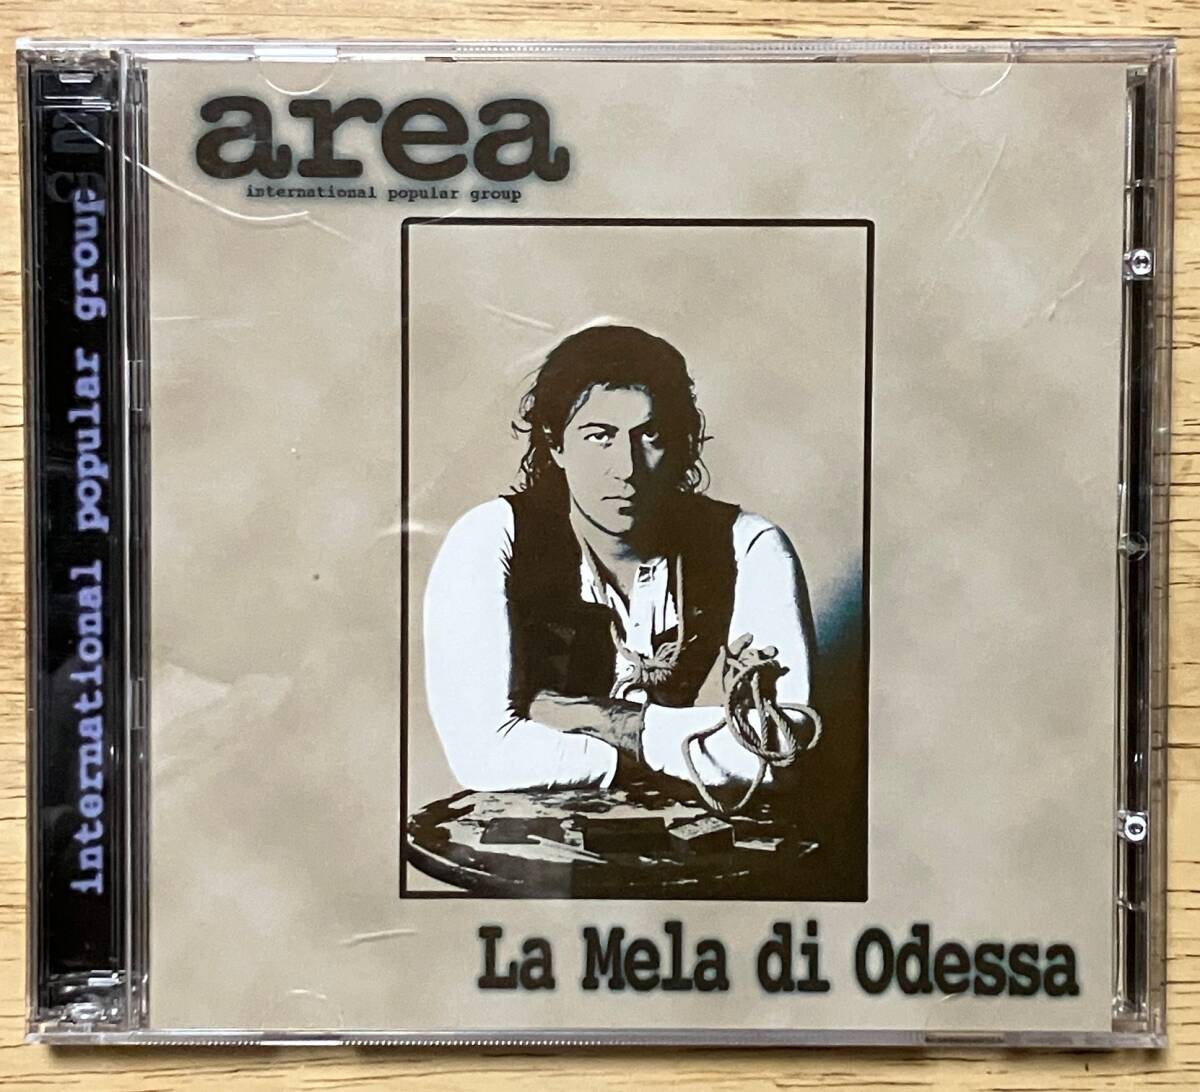 area
international popular group
La Mela di Odessa
international popular group